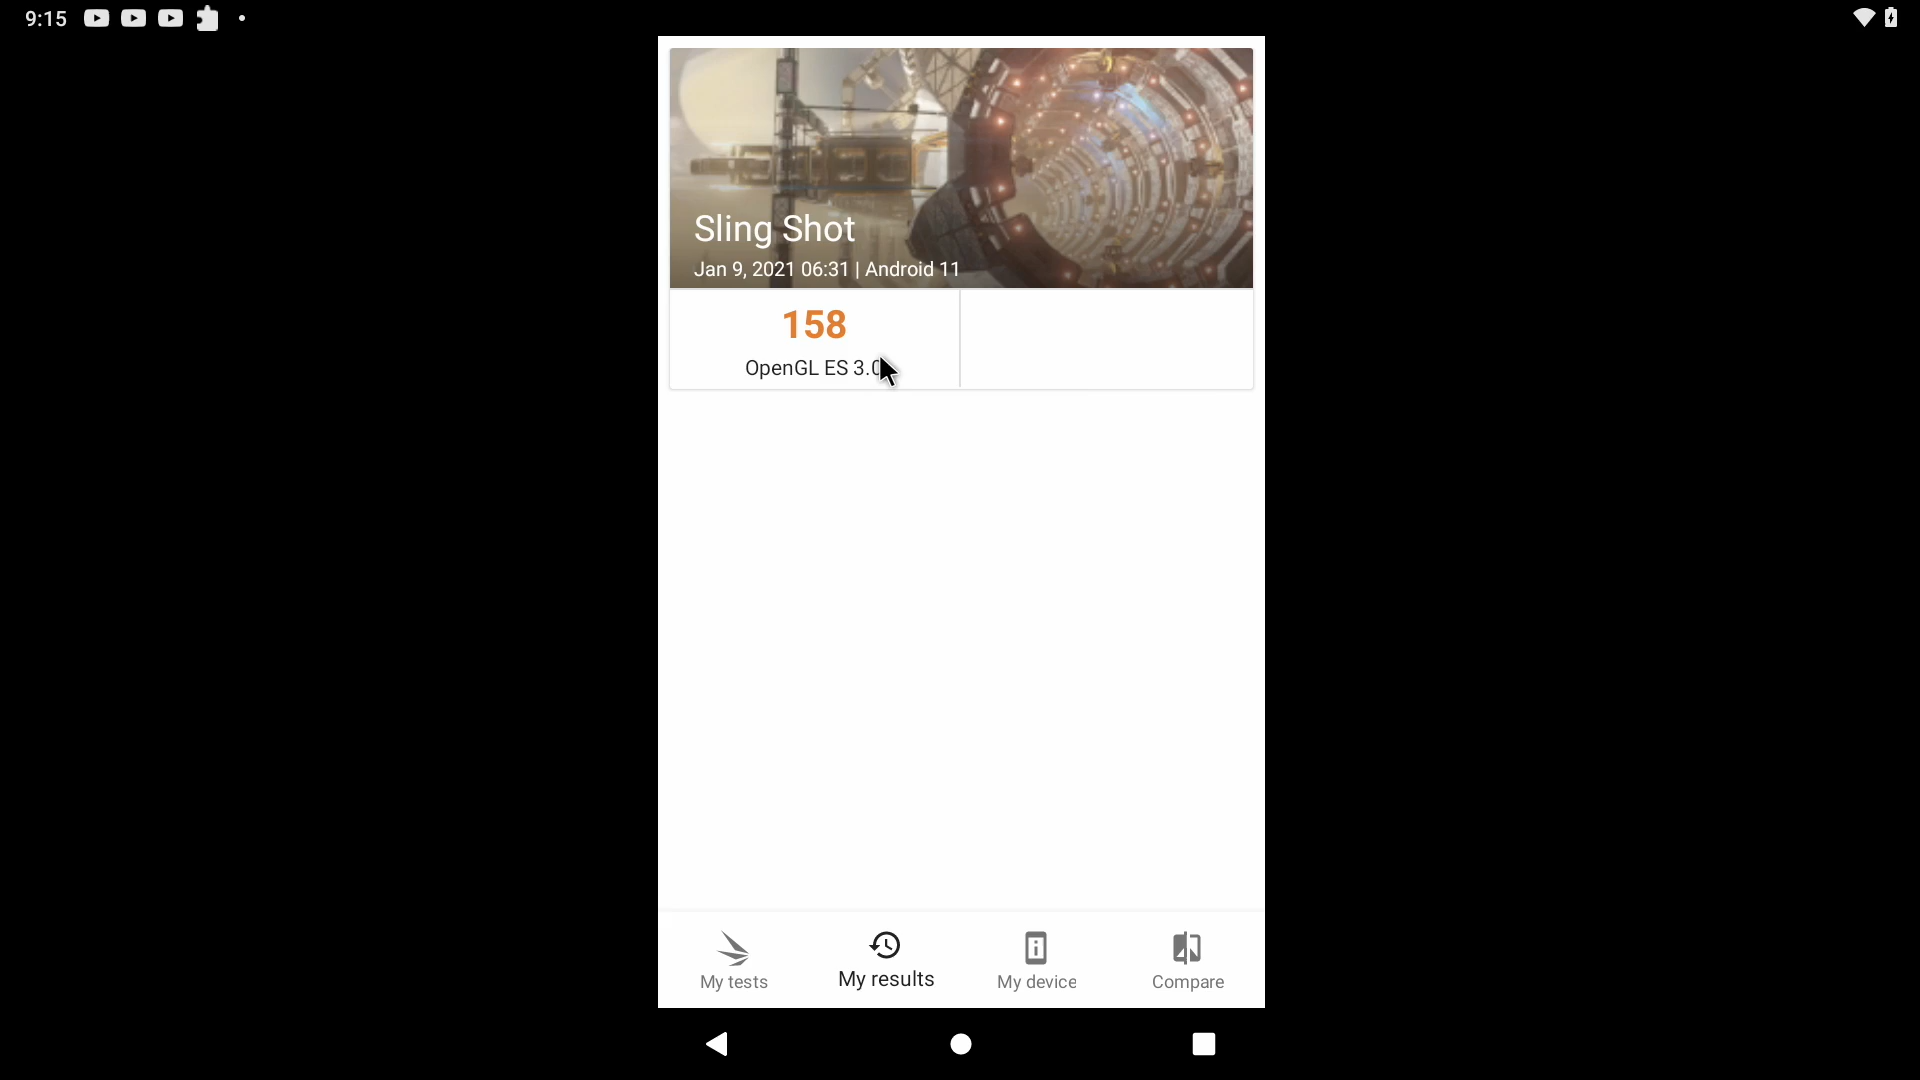 9:15
Sling Shot
Jan 9, 2021 06:31 | Android 11
158
OpenGL ES 3.0
My tests
My results
My device
Compare